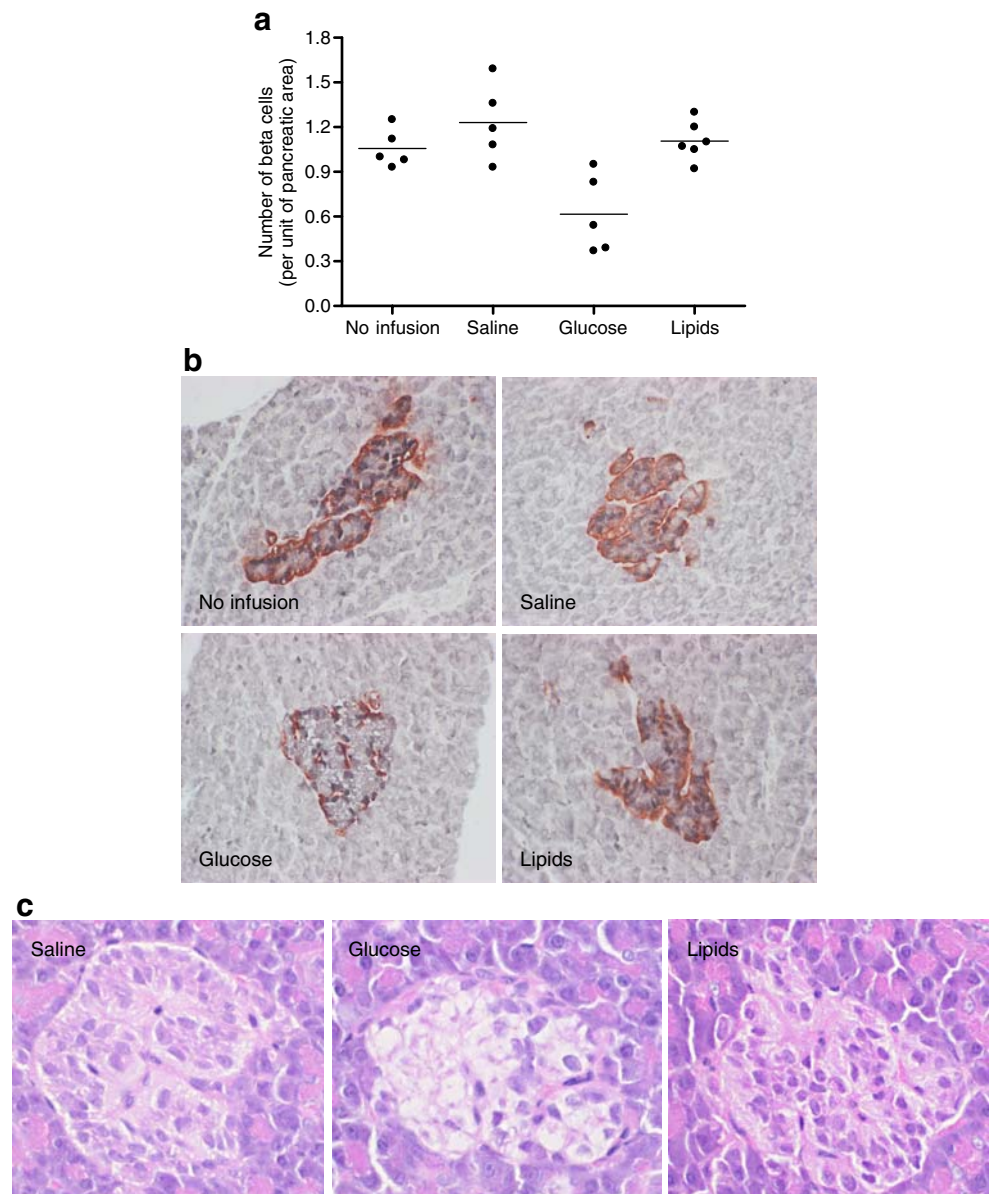 a
Number of beta cells
(per unit of pancreatic area)
1.8
1.5
1.2
0.9
0.6
0.3
0.0
No infusion Saline Glucose Lipids
b
No infusion
Saline
Glucose
Lipids
c
Saline
Glucose
Lipids